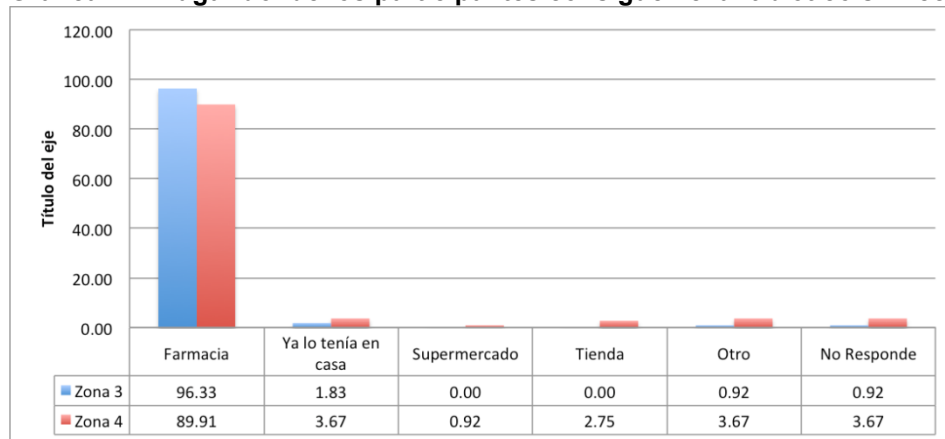 120.00
100.00
80.00
60.00
40.00
20.00
0.00
Título del eje
Farmacia Ya lo tenía en casa Supermercado Tienda Otro No Responde
Zona 3 96.33 1.83 0.00 0.00 0.92 0.92
Zona 4 89.91 3.67 0.92 2.75 3.67 3.67